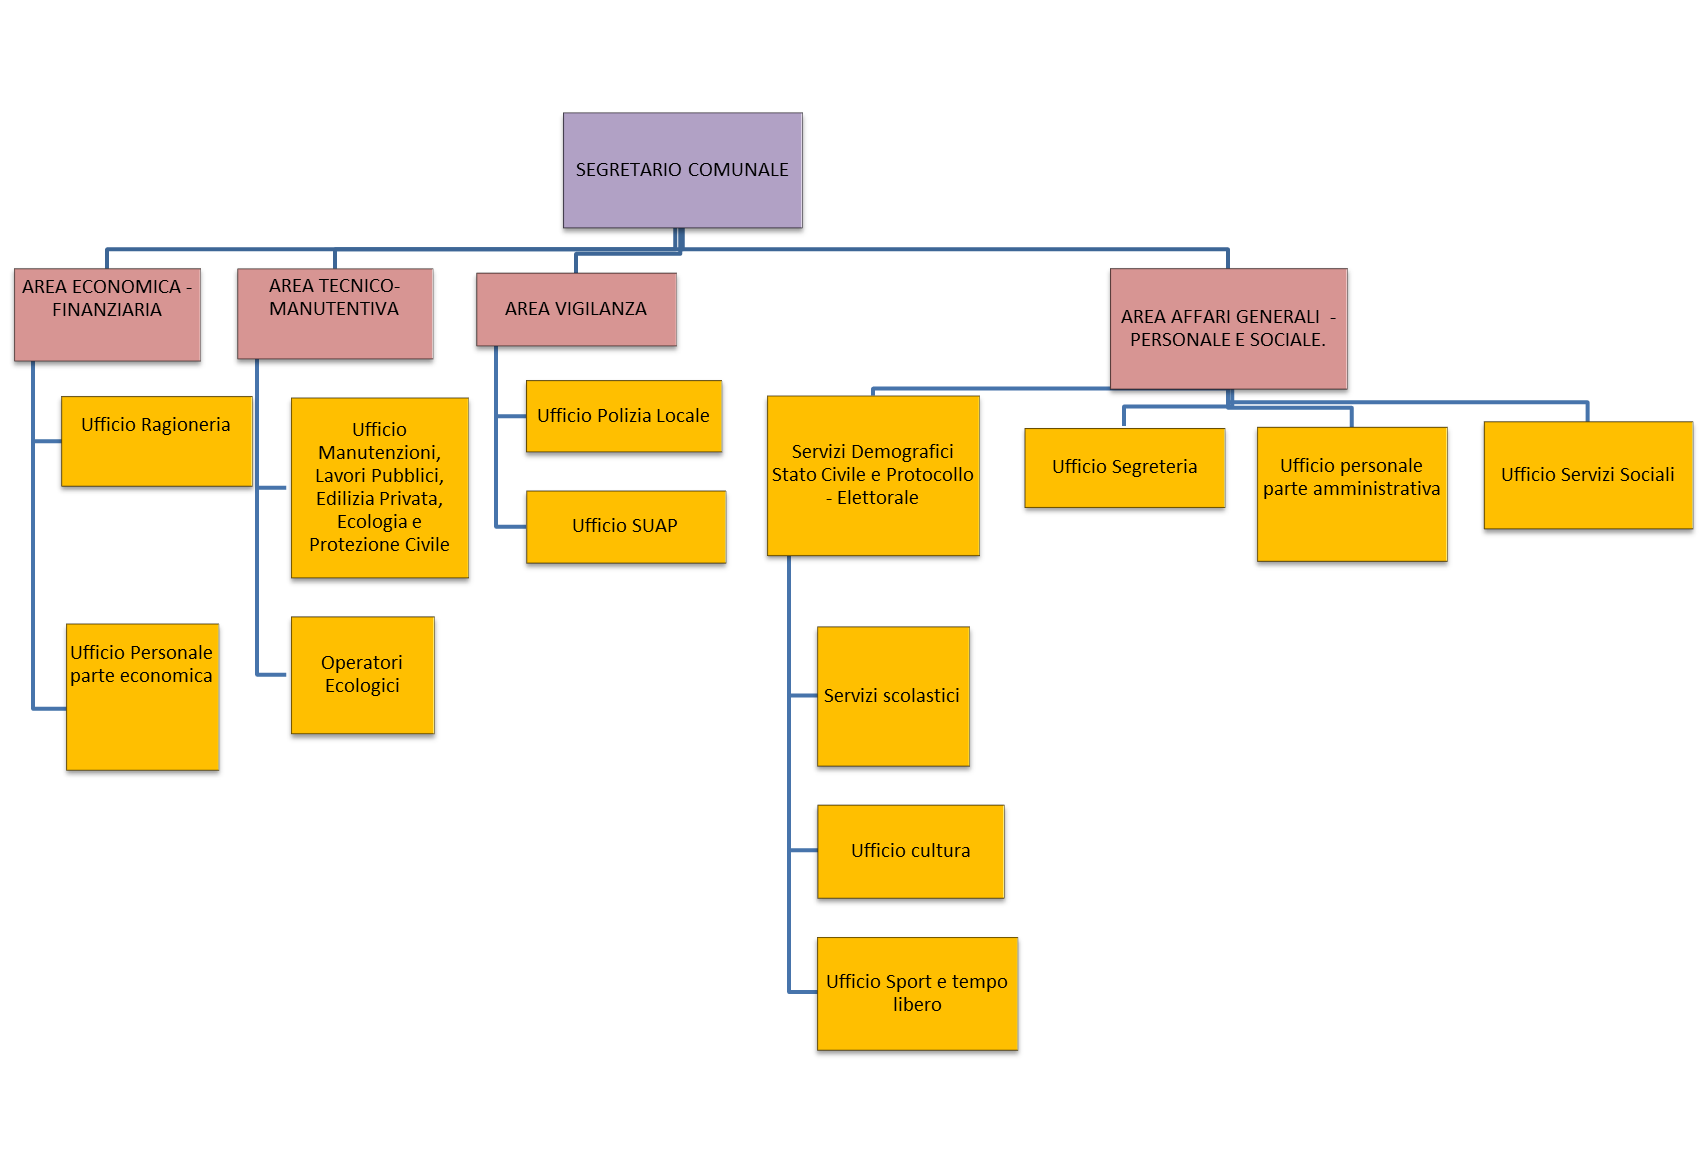 SEGRETARIO COMUNALE
AREA ECONOMICA -
FINANZIARIA
AREA TECNICO-
MANUTENTIVA
AREA VIGILANZA
AREA AFFARI GENERALI  -
PERSONALE E SOCIALE.
Ufficio Ragioneria
Ufficio Personale
parte economica
Ufficio
Manutenzioni,
Lavori Pubblici,
Edilizia Privata,
Ecologia e
Protezione Civile
Operatori
Ecologici
Ufficio Polizia Locale
Ufficio SUAP
Servizi Demografici
Stato Civile e Protocollo
- Elettorale
Servizi scolastici
Ufficio cultura
Ufficio Sport e tempo
libero
Ufficio Segreteria
Ufficio personale
parte amministrativa
Ufficio Servizi Sociali